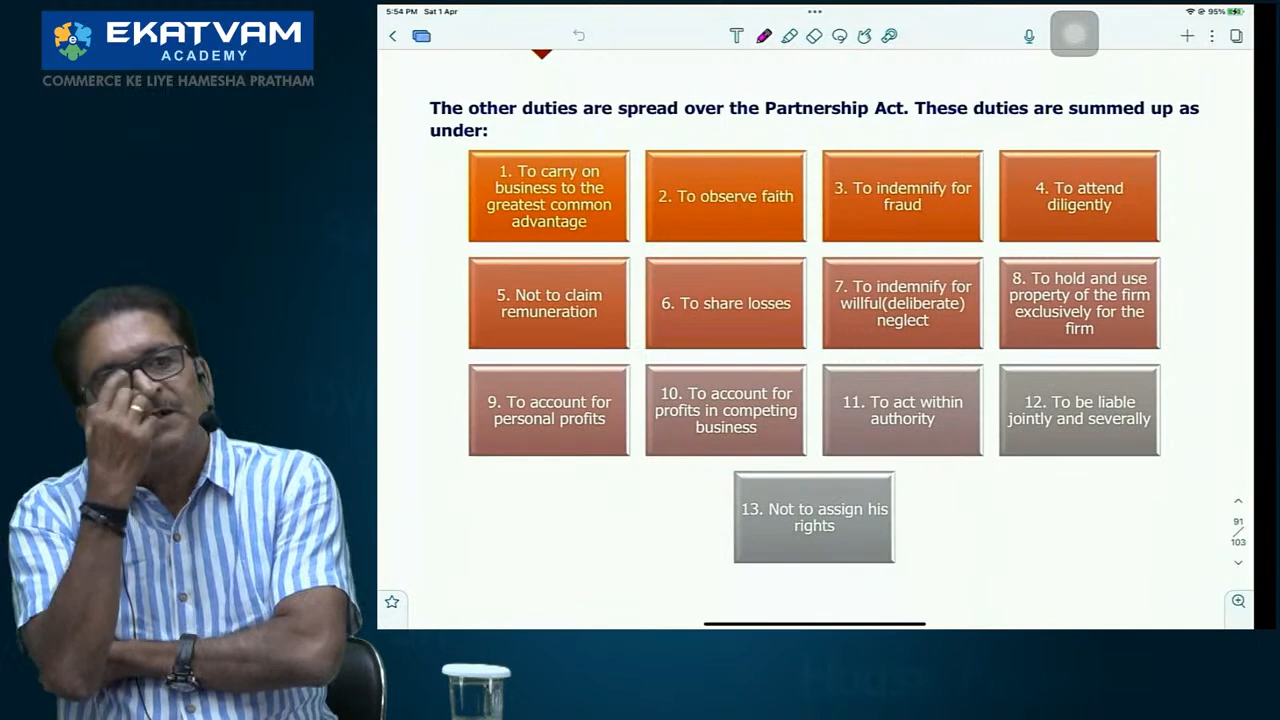 EKATVAM
ACADEMY
COMMERCE KE LIYE HAMESHA PRATHAM
5:54 PM Sat 1 Apr
95%
The other duties are spread over the Partnership Act. These duties are summed up as
under:
1. To carry on
business to the
greatest common
advantage
2. To observe faith
3. To indemnify for
fraud
4. To attend
diligently
5. Not to claim
remuneration
6. To share losses
7. To indemnify for
willful(deliberate)
neglect
8. To hold and use
property of the firm
exclusively for the
firm
9. To account for
personal profits
10. To account for
profits in competing
business
11. To act within
authority
12. To be liable
jointly and severally
13. Not to assign his
rights
91
103